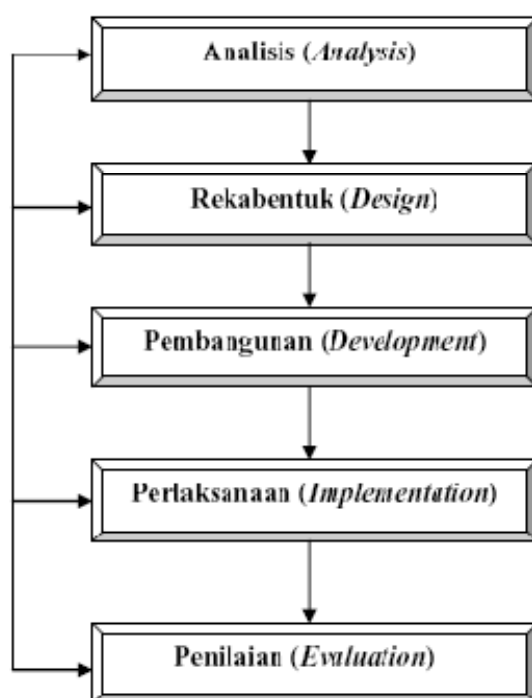 Analisis (Analysis)
Rekabentuk (Design)
Pembangunan (Development)
Perlaksanaan (Implementation)
Penilaian (Evaluation)